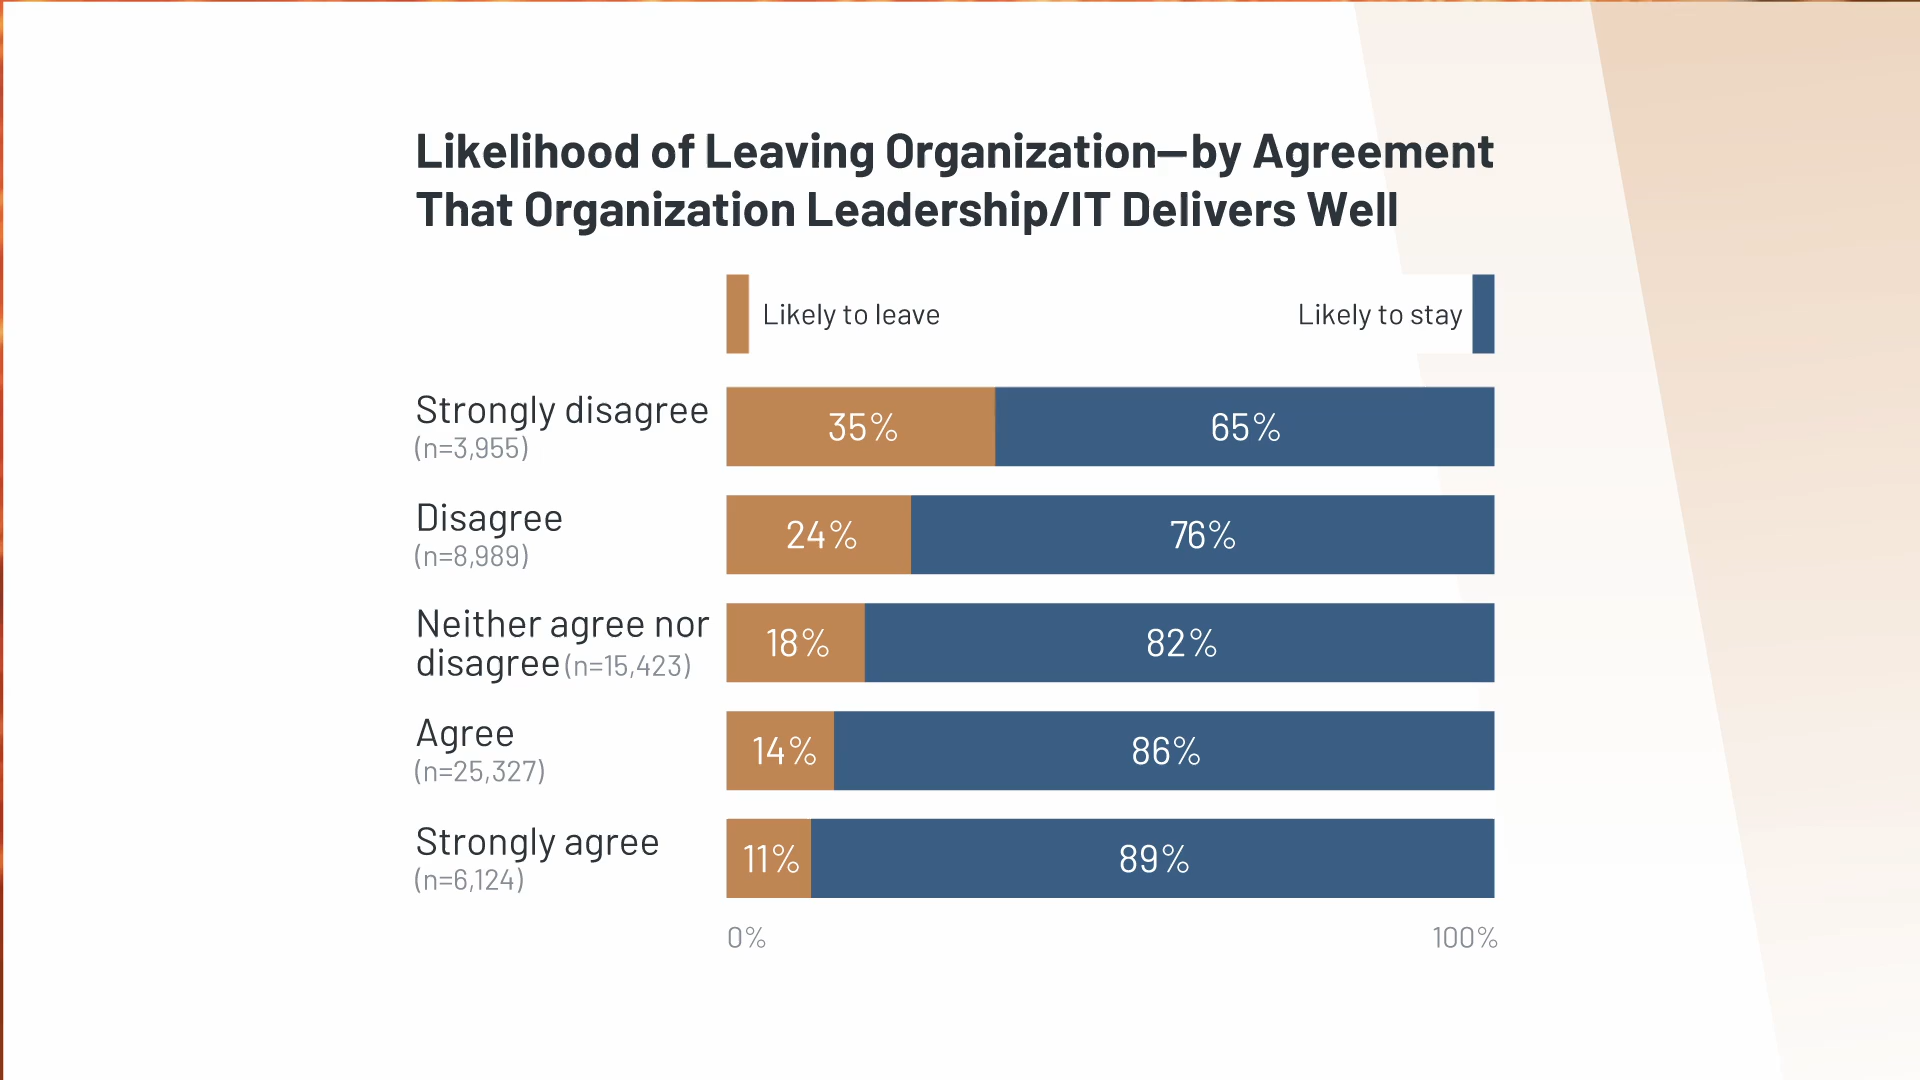 Likelihood of Leaving Organization—by Agreement
That Organization Leadership/IT Delivers Well
Likely to leave
Likely to stay
Strongly disagree
(n=3,955)
35%
65%
Disagree
(n=8,989)
24%
76%
Neither agree nor
disagree (n=15,423)
18%
82%
Agree
(n=25,327)
14%
86%
Strongly agree
(n=6,124)
11%
89%
0%
100%